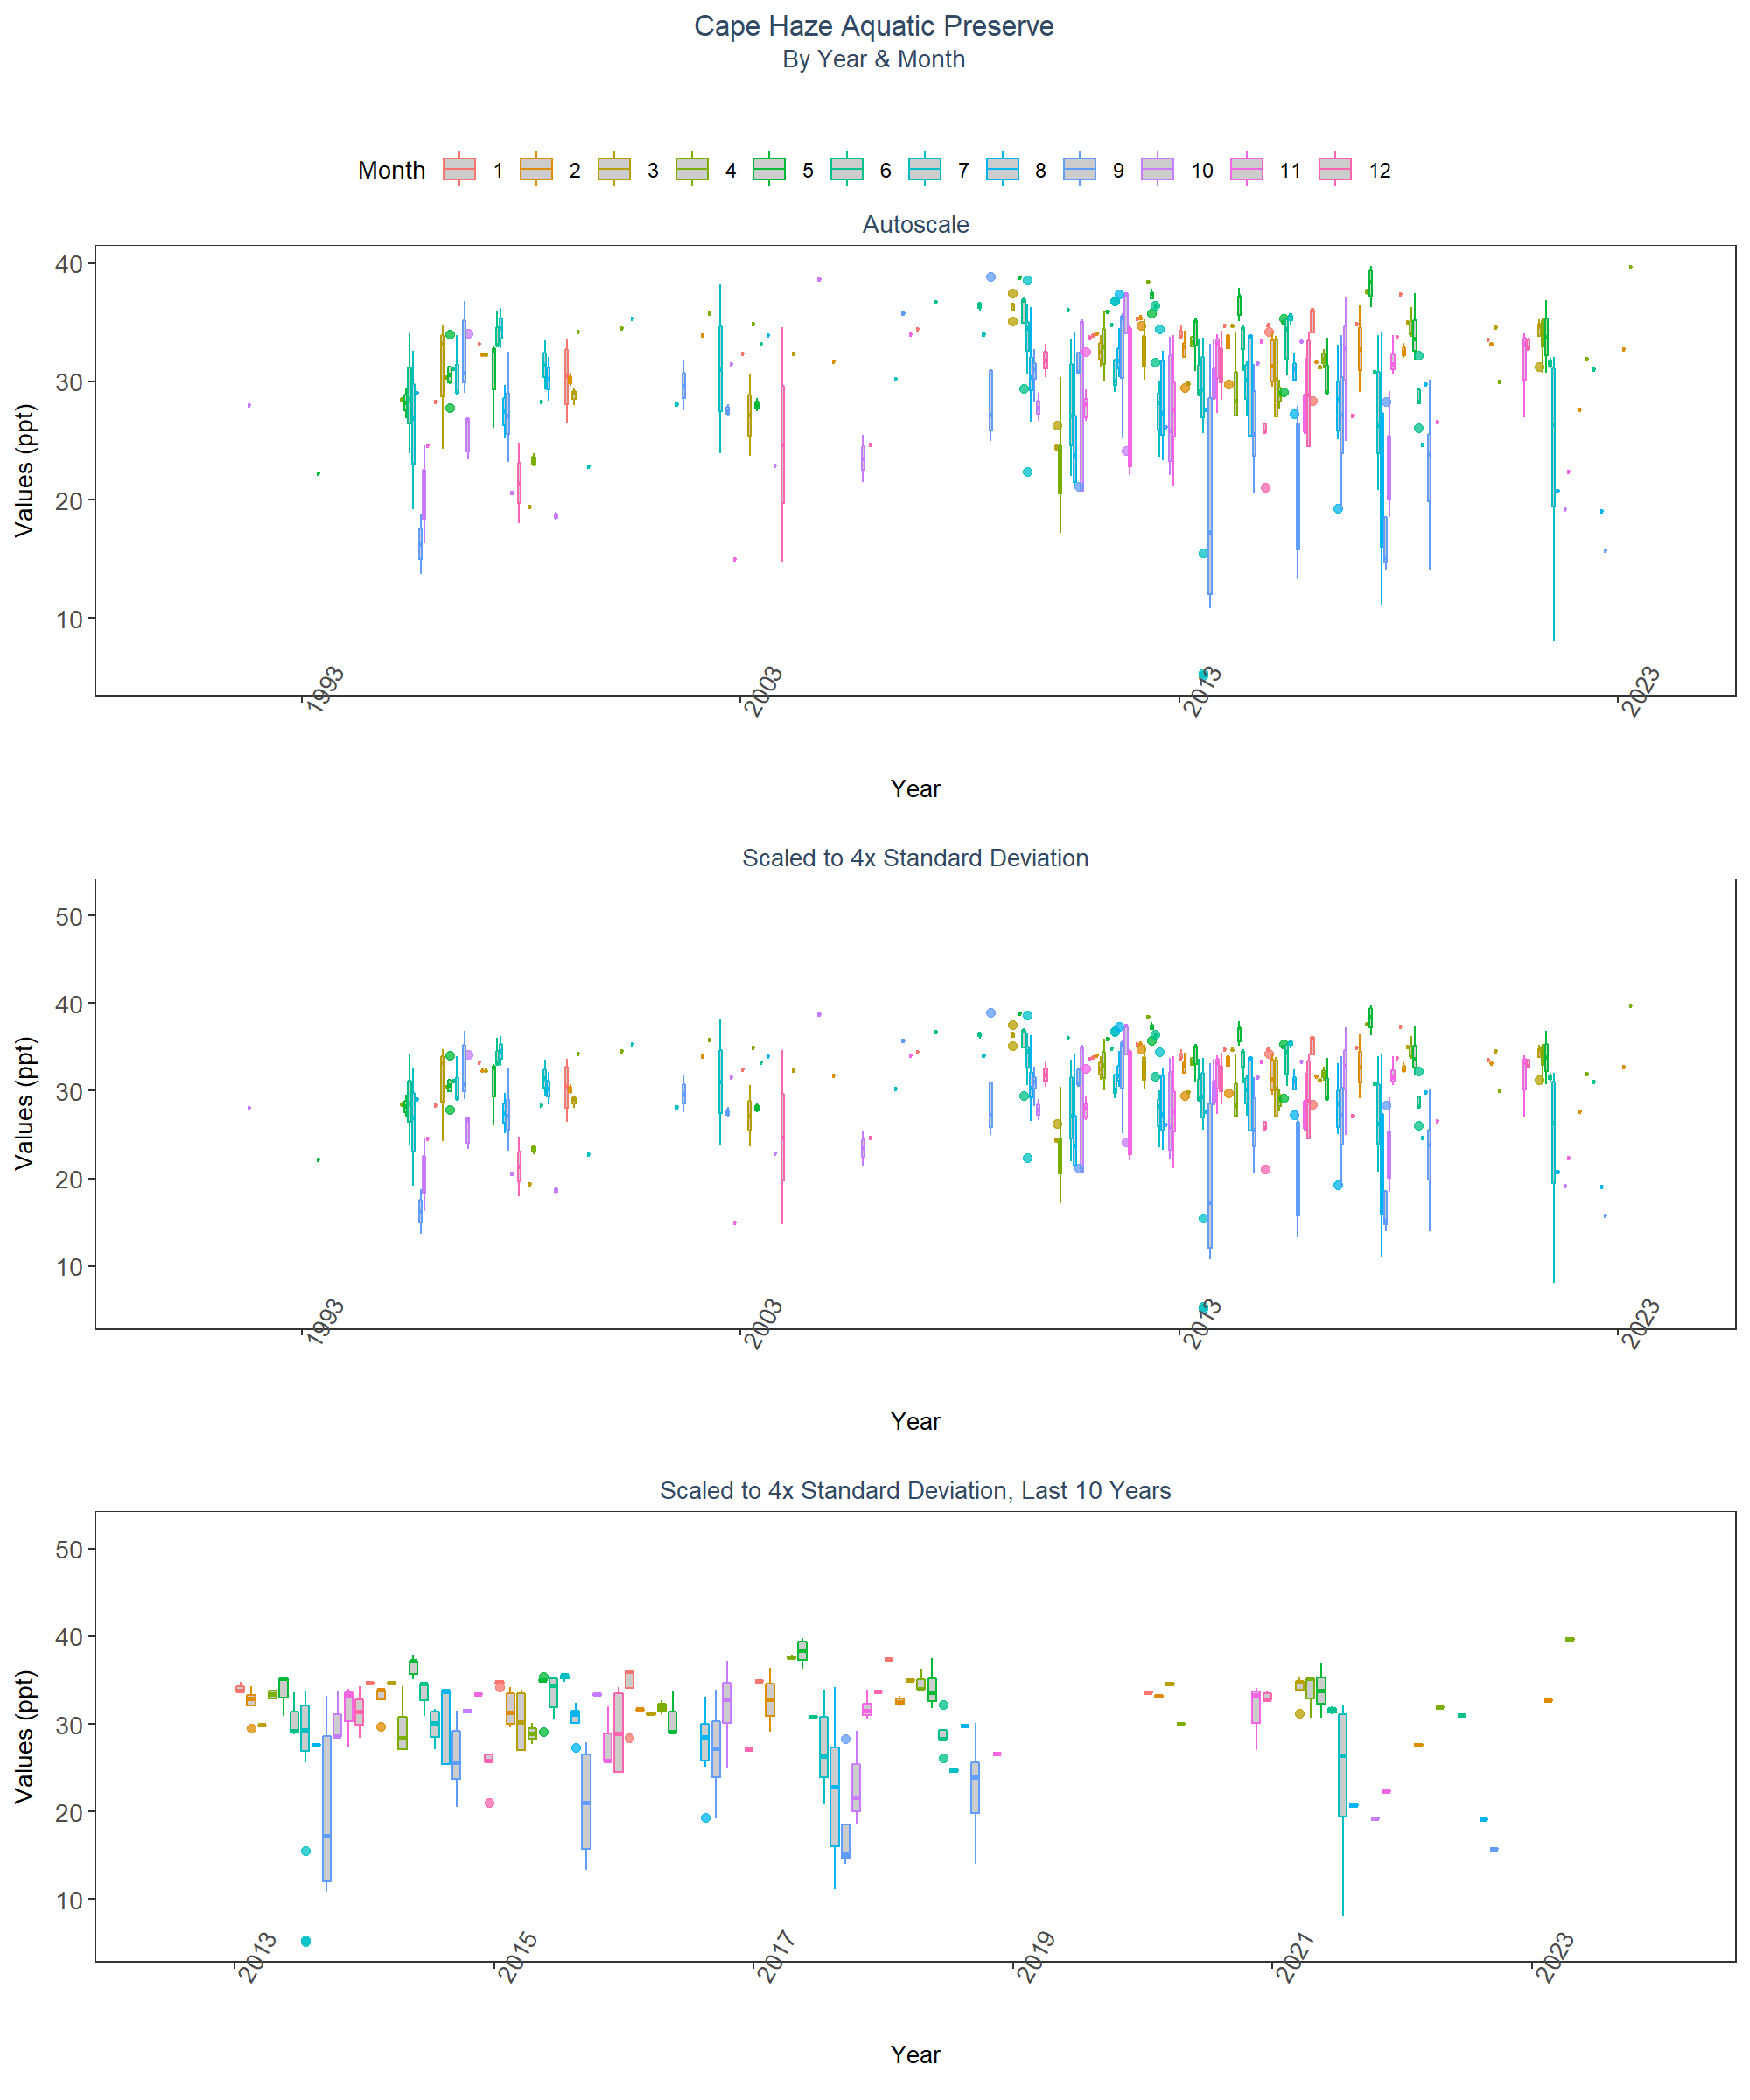 Cape Haze Aquatic Preserve
By Year & Month
Month 1 2 3 4 5 6 7 8 9 10 11 12
Autoscale
Values (ppt)
40
30
20
10
1993 2003 2013 2023
Year
Scaled to 4x Standard Deviation
Values (ppt)
50
40
30
20
10
1993 2003 2013 2023
Year
Scaled to 4x Standard Deviation, Last 10 Years
Values (ppt)
50
40
30
20
10
2013 2015 2017 2019 2021 2023
Year